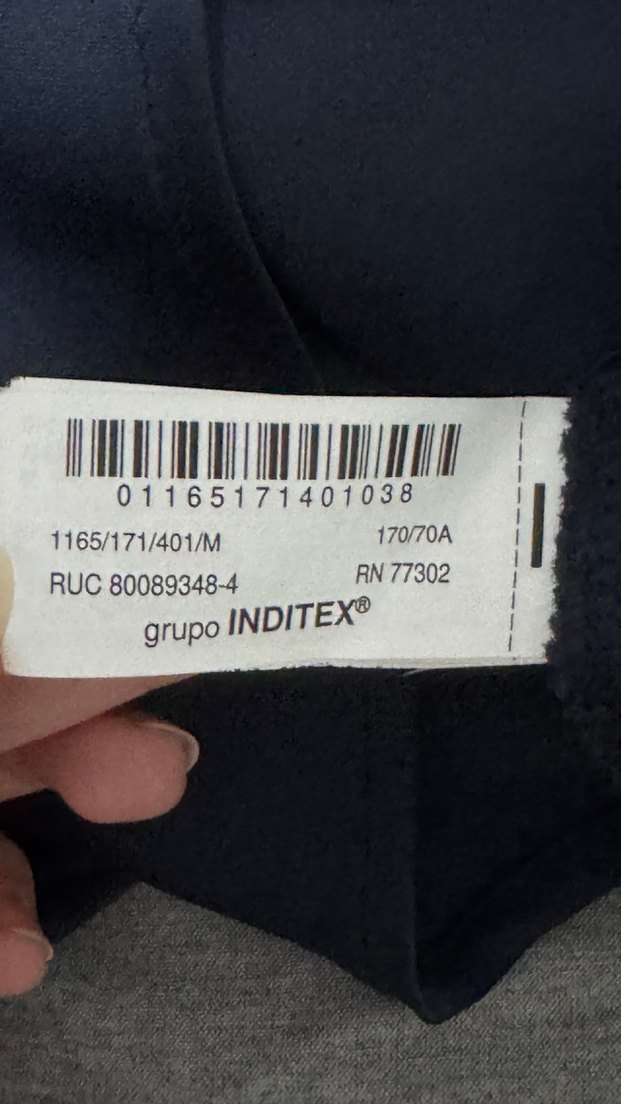 01165171401038
1165/171/401/M 170/70A
RUC 80089348-4 RN 77302
grupo INDITEX®